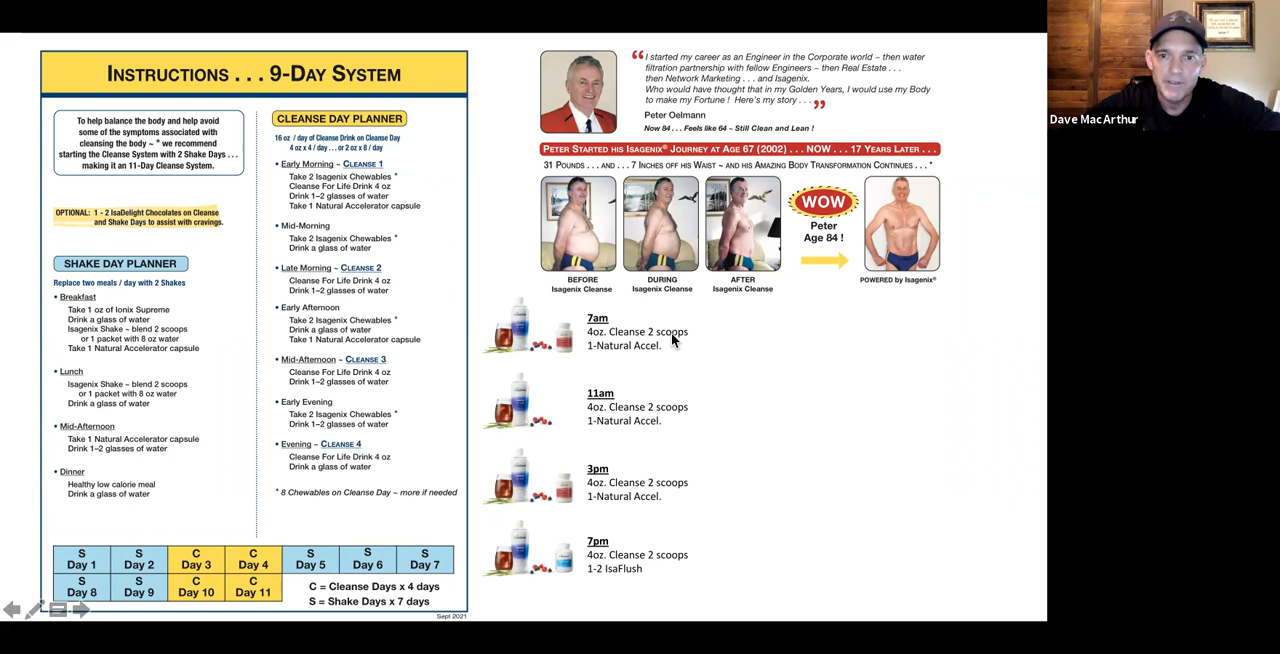 INSTRUCTIONS . . . 9-DAY SYSTEM
To help balance the body and help avoid
some of the symptoms associated with
cleansing the body ~ * we recommend
starting the Cleanse System with 2 Shake Days . . .
making it an 11-Day Cleanse System.
OPTIONAL: 1 - 2 IsaDelight Chocolates on Cleanse
and Shake Days to assist with cravings.
SHAKE DAY PLANNER
Replace two meals / day with 2 Shakes
• Breakfast
Take 1 oz of Ionix Supreme
Drink a glass of water
Isagenix Shake ~ blend 2 scoops
or 1 packet with 8 oz water
Take 1 Natural Accelerator capsule
• Lunch
Isagenix Shake ~ blend 2 scoops
or 1 packet with 8 oz water
Drink a glass of water
• Mid-Afternoon
Take 1 Natural Accelerator capsule
Drink 1–2 glasses of water
• Dinner
Healthy low calorie meal
Drink a glass of water
CLEANSE DAY PLANNER
16 oz / day of Cleanse Drink on Cleanse Day
4 oz x 4 / day . . . or 2 oz x 8 / day
• Early Morning ~ CLEANSE 1
Take 2 Isagenix Chewables *
Cleanse For Life Drink 4 oz
Drink 1–2 glasses of water
Take 1 Natural Accelerator capsule
• Mid-Morning
Take 2 Isagenix Chewables *
Drink a glass of water
• Late Morning ~ CLEANSE 2
Cleanse For Life Drink 4 oz
Drink 1–2 glasses of water
• Early Afternoon
Take 2 Isagenix Chewables *
Drink a glass of water
Take 1 Natural Accelerator capsule
• Mid-Afternoon ~ CLEANSE 3
Cleanse For Life Drink 4 oz
Drink 1–2 glasses of water
• Early Evening
Take 2 Isagenix Chewables *
Drink 1–2 glasses of water
• Evening ~ CLEANSE 4
Cleanse For Life Drink 4 oz
Drink a glass of water
* 8 Chewables on Cleanse Day ~ more if needed
S S C C S S S
Day 1 Day 2 Day 3 Day 4 Day 5 Day 6 Day 7
S S C C
Day 8 Day 9 Day 10 Day 11
C = Cleanse Days x 4 days
S = Shake Days x 7 days
Sept 2021
“ I started my career as an Engineer in the Corporate world ~ then water
filtration partnership with fellow Engineers ~ then Real Estate . . .
then Network Marketing . . . and Isagenix.
Who would have thought that in my Golden Years, I would use my Body
to make my Fortune ! Here's my story . . . ”
Peter Oelmann
Now 84 . . . Feels like 64 ~ Still Clean and Lean !
PETER STARTED HIS ISAGENIX® JOURNEY AT AGE 67 (2002) . . . NOW . . . 17 YEARS LATER . . .
31 POUNDS . . . AND . . . 7 INCHES OFF HIS WAIST ~ AND HIS AMAZING BODY TRANSFORMATION CONTINUES . . . *
WOW
Peter
Age 84 !
BEFORE
Isagenix Cleanse
DURING
Isagenix Cleanse
AFTER
Isagenix Cleanse
POWERED by Isagenix®
7am
4oz. Cleanse 2 scoops
1-Natural Accel.
11am
4oz. Cleanse 2 scoops
1-Natural Accel.
3pm
4oz. Cleanse 2 scoops
1-Natural Accel.
7pm
4oz. Cleanse 2 scoops
1-2 IsaFlush
Dave MacArthur